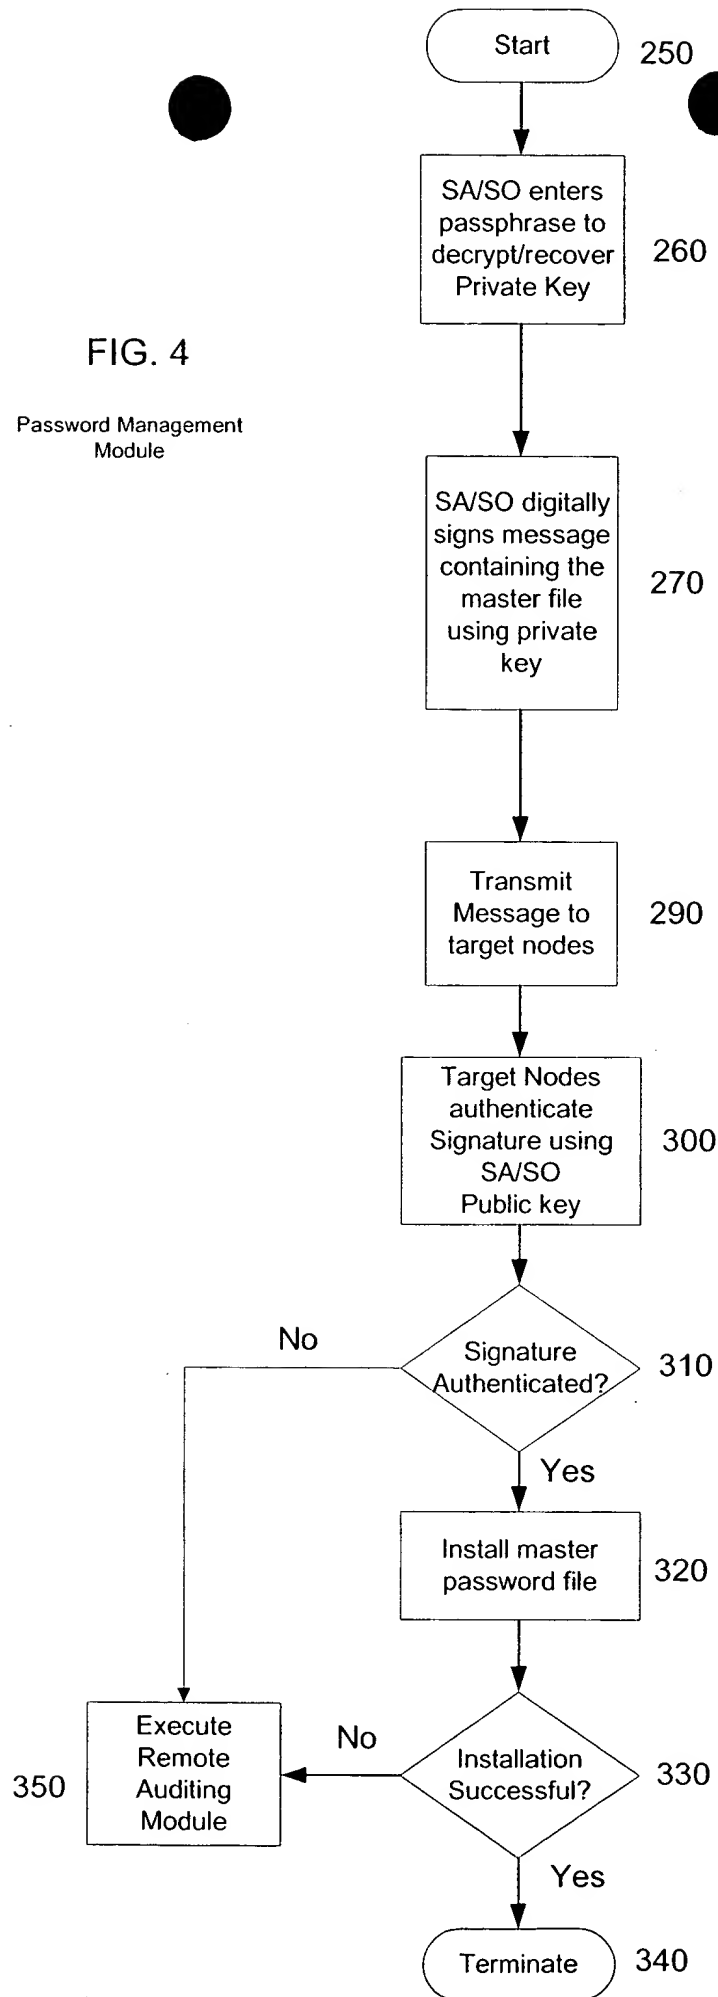 Start
250
SA/SO enters
passphrase to
decrypt/recover
Private Key
260
FIG. 4
Password Management
Module
SA/SO digitally
signs message
containing the
master file
using private
key
270
Transmit
Message to
target nodes
290
Target Nodes
authenticate
Signature using
SA/SO
Public key
300
No
Signature
Authenticated?
310
Yes
Install master
password file
320
Execute
Remote
Auditing
Module
350
No
Installation
Successful?
330
Yes
Terminate
340